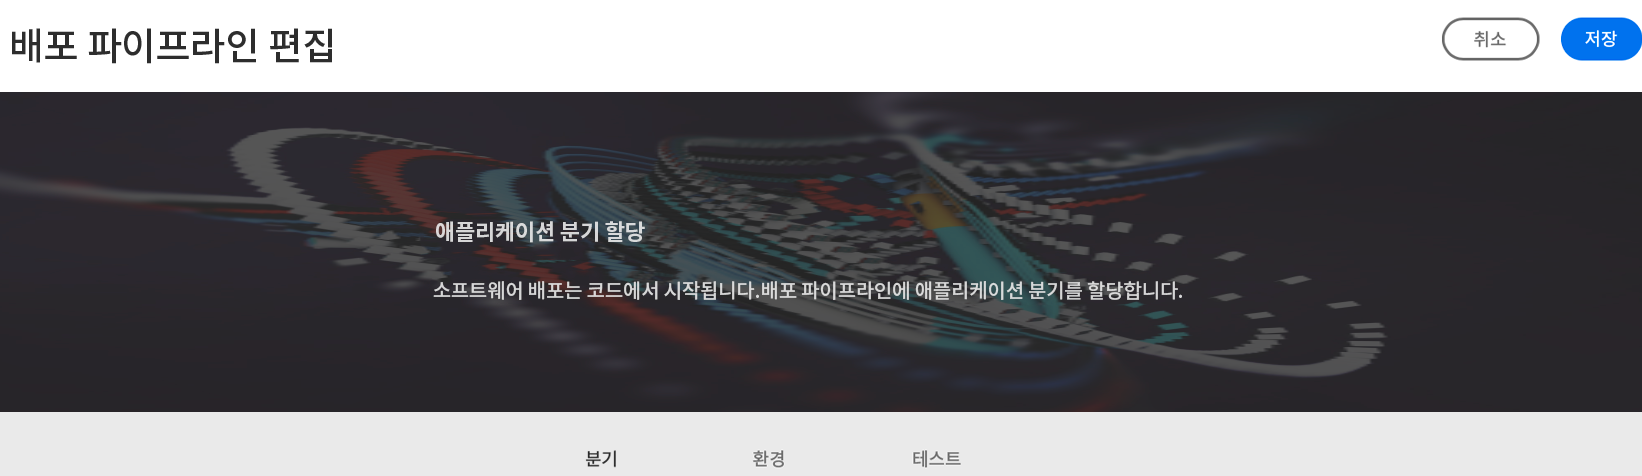 배포 파이프라인 편집
취소
저장
애플리케이션 분기 할당
소프트웨어 배포는 코드에서 시작됩니다.배포 파이프라인에 애플리케이션 분기를 할당합니다.
분기
환경
테스트